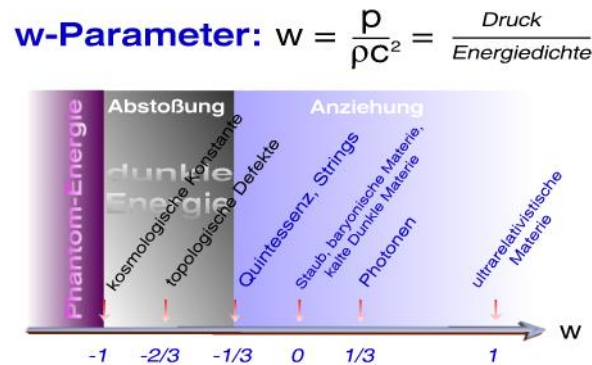 w-Parameter: w = p / ρc² = Druck / Energiedichte
Abstoßung
Anziehung
Phantom-Energie
dunkle
Energie
kosmologische Konstante
topologische Defekte
Quintessenz, Strings
Staub, baryonische Materie,
kalte Dunkle Materie
Photonen
ultrarelativistische
Materie
w
-1 -2/3 -1/3 0 1/3 1